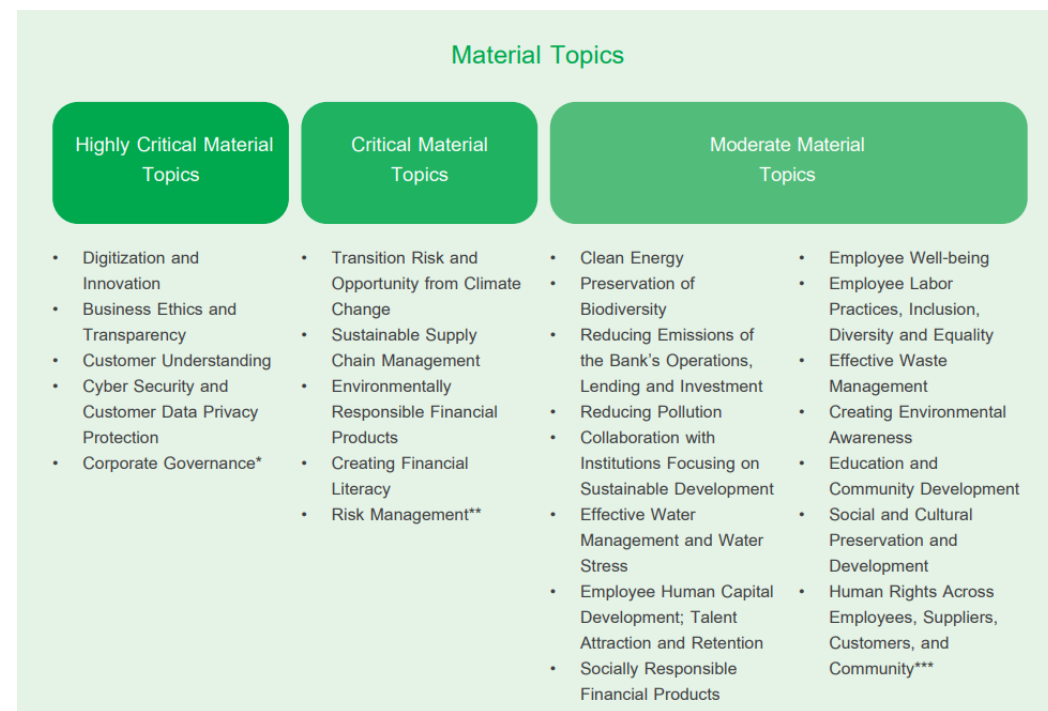 Material Topics
Highly Critical Material
Topics
• Digitization and
Innovation
• Business Ethics and
Transparency
• Customer Understanding
• Cyber Security and
Customer Data Privacy
Protection
• Corporate Governance*
Critical Material
Topics
• Transition Risk and
Opportunity from Climate
Change
• Sustainable Supply
Chain Management
• Environmentally
Responsible Financial
Products
• Creating Financial
Literacy
• Risk Management**
Moderate Material
Topics
• Clean Energy
• Preservation of
Biodiversity
• Reducing Emissions of
the Bank’s Operations,
Lending and Investment
• Reducing Pollution
• Collaboration with
Institutions Focusing on
Sustainable Development
• Effective Water
Management and Water
Stress
• Employee Human Capital
Development; Talent
Attraction and Retention
• Socially Responsible
Financial Products
• Employee Well-being
• Employee Labor
Practices, Inclusion,
Diversity and Equality
• Effective Waste
Management
• Creating Environmental
Awareness
• Education and
Community Development
• Social and Cultural
Preservation and
Development
• Human Rights Across
Employees, Suppliers,
Customers, and
Community***